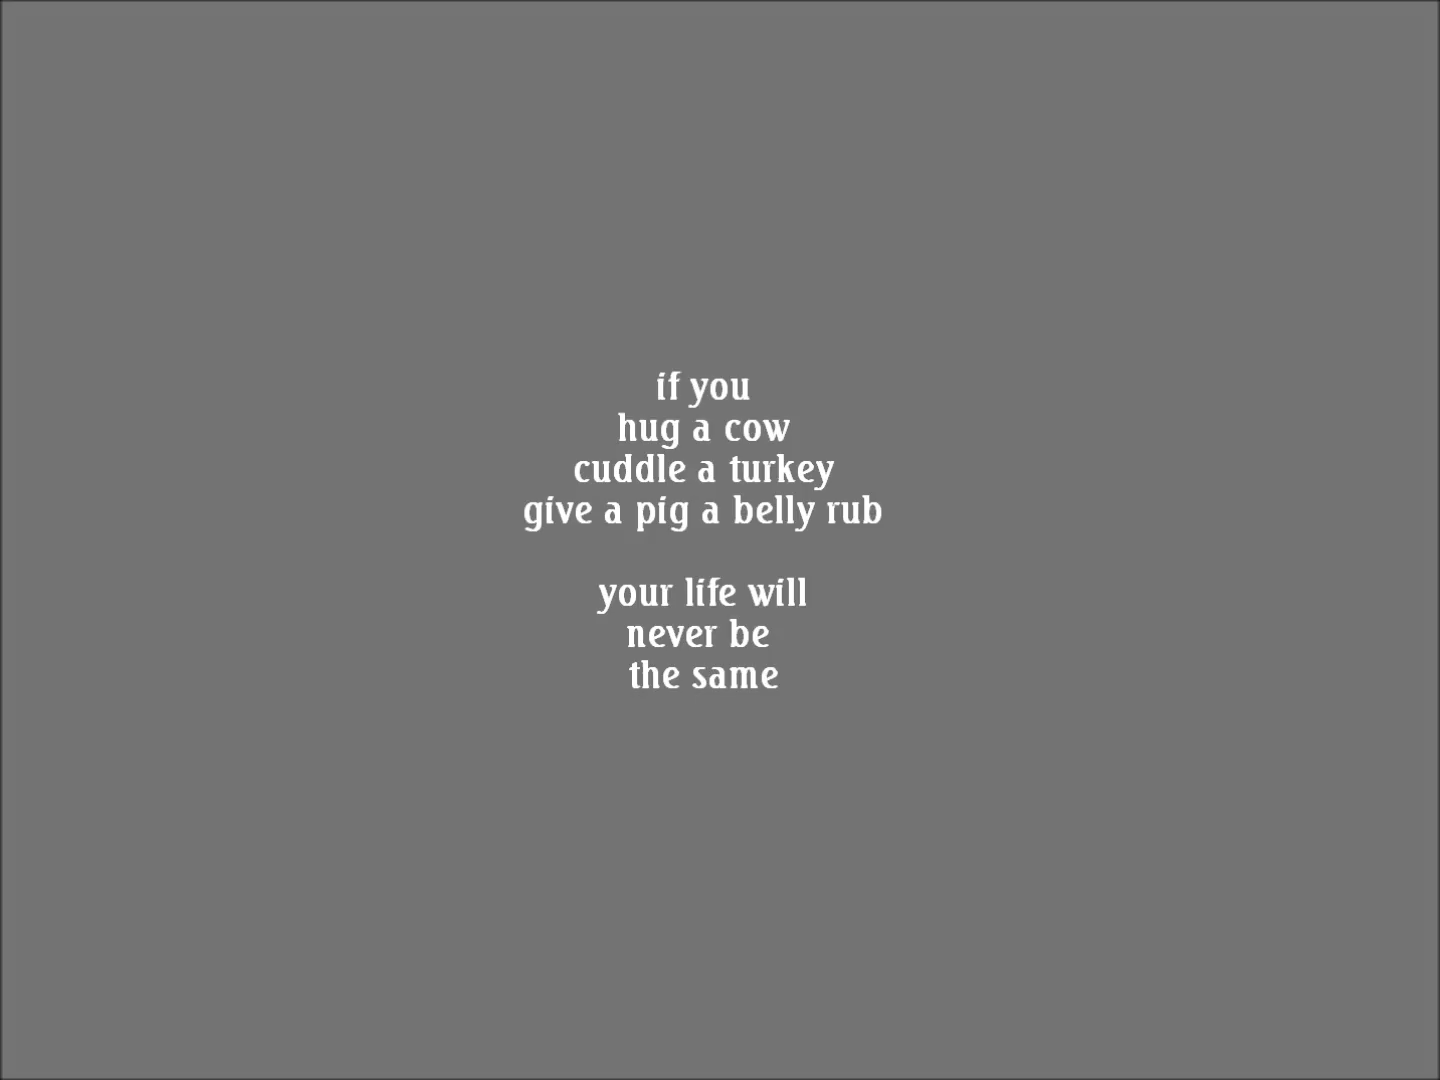 if you
hug a cow
cuddle a turkey
give a pig a belly rub
your life will
never be
the same